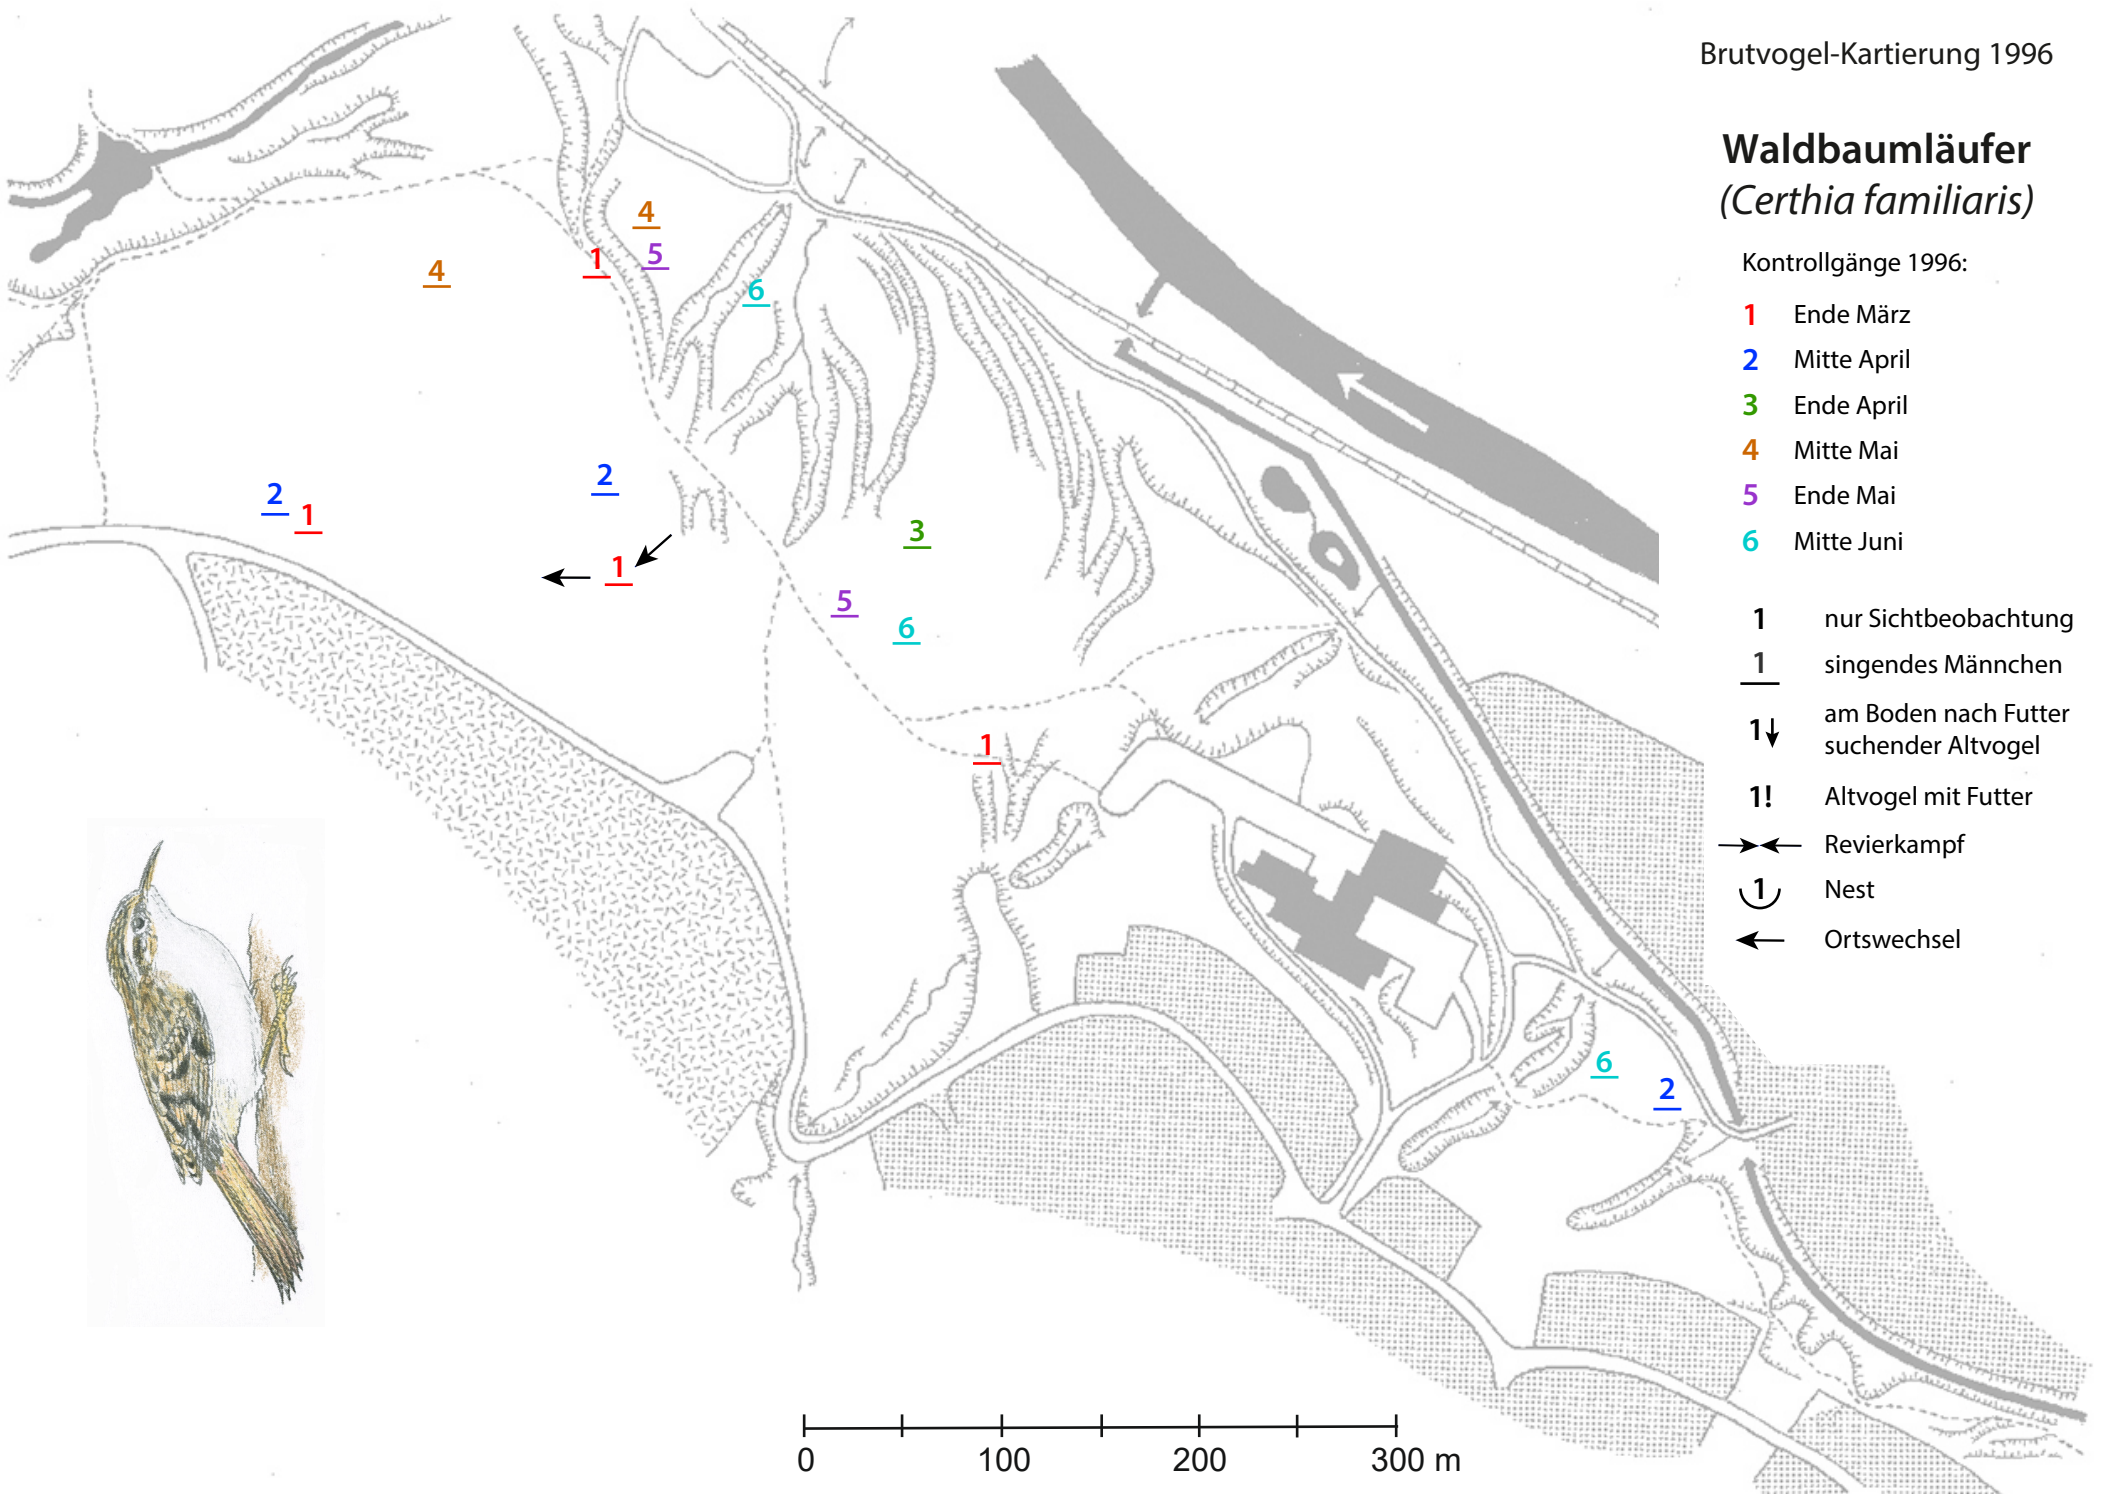 Brutvogel-Kartierung 1996
Waldbaumläufer
(Certhia familiaris)
Kontrollgänge 1996:
1 Ende März
2 Mitte April
3 Ende April
4 Mitte Mai
5 Ende Mai
6 Mitte Juni
1 nur Sichtbeobachtung
1 singendes Männchen
1 am Boden nach Futter
suchender Altvogel
1! Altvogel mit Futter
Revierkampf
1 Nest
Ortswechsel
4
1
5
4
6
2
2
1
3
1
5
6
1
6
2
0 100 200 300 m